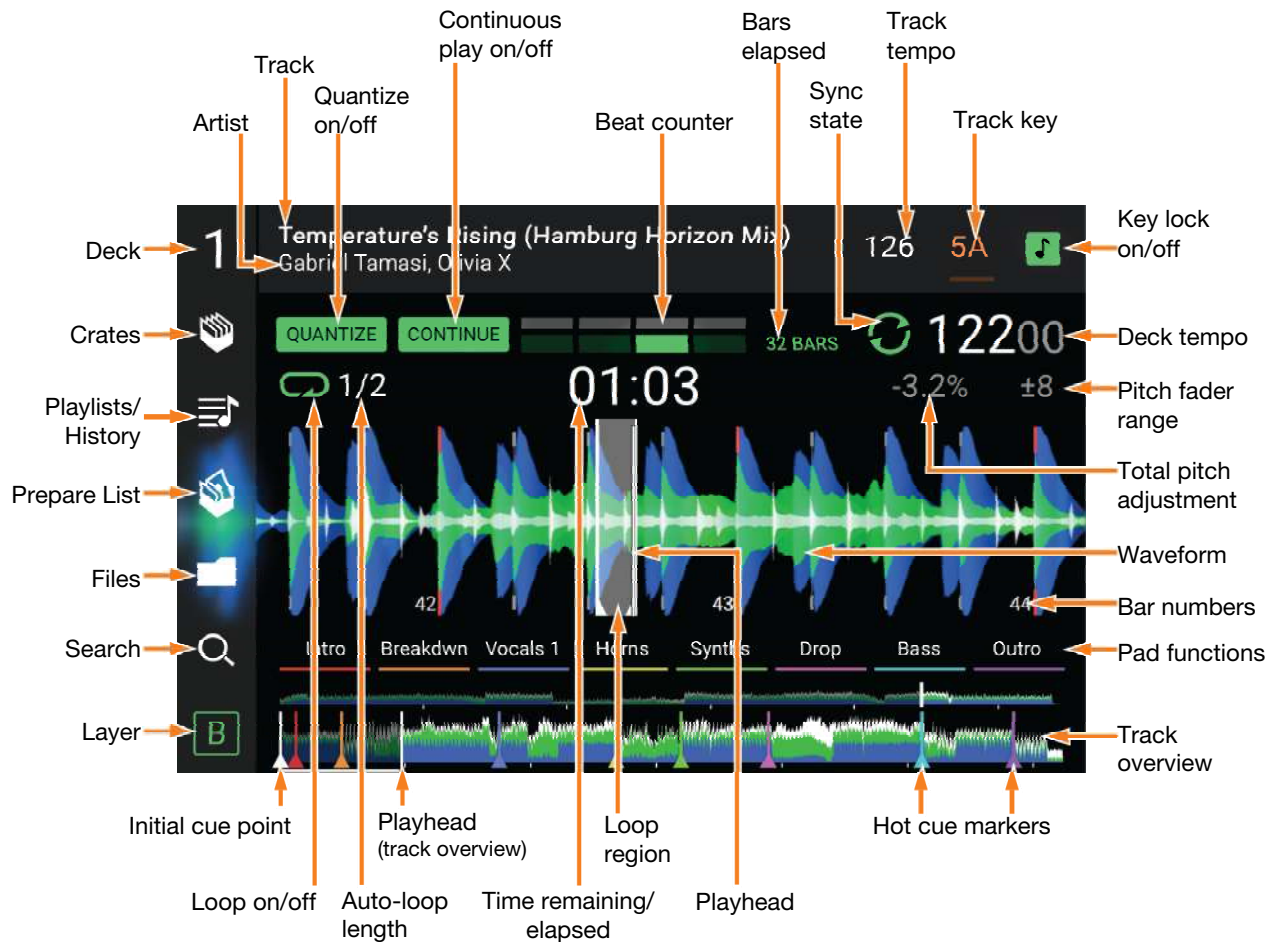 Continuous
play on/off
Bars
elapsed
Track
tempo
Track
Quantize
on/off
Sync
state
Artist
Beat counter
Track key
Deck
1
Temperature's Rising (Hamburg Horizon Mix)
Gabriel Tamasi, Olivia X
126
5A
Key lock
on/off
Crates
QUANTIZE
CONTINUE
32 BARS
12200
Deck tempo
1/2
01:03
-3.2%
±8
Pitch fader
range
Playlists/
History
Total pitch
adjustment
Prepare List
Waveform
Files
42
43
44
Bar numbers
Search
Intro
Breakdwn
Vocals 1
Horns
Synths
Drop
Bass
Outro
Pad functions
Layer
B
Track
overview
Initial cue point
Playhead
(track overview)
Loop
region
Hot cue markers
Loop on/off
Auto-loop
length
Time remaining/
elapsed
Playhead